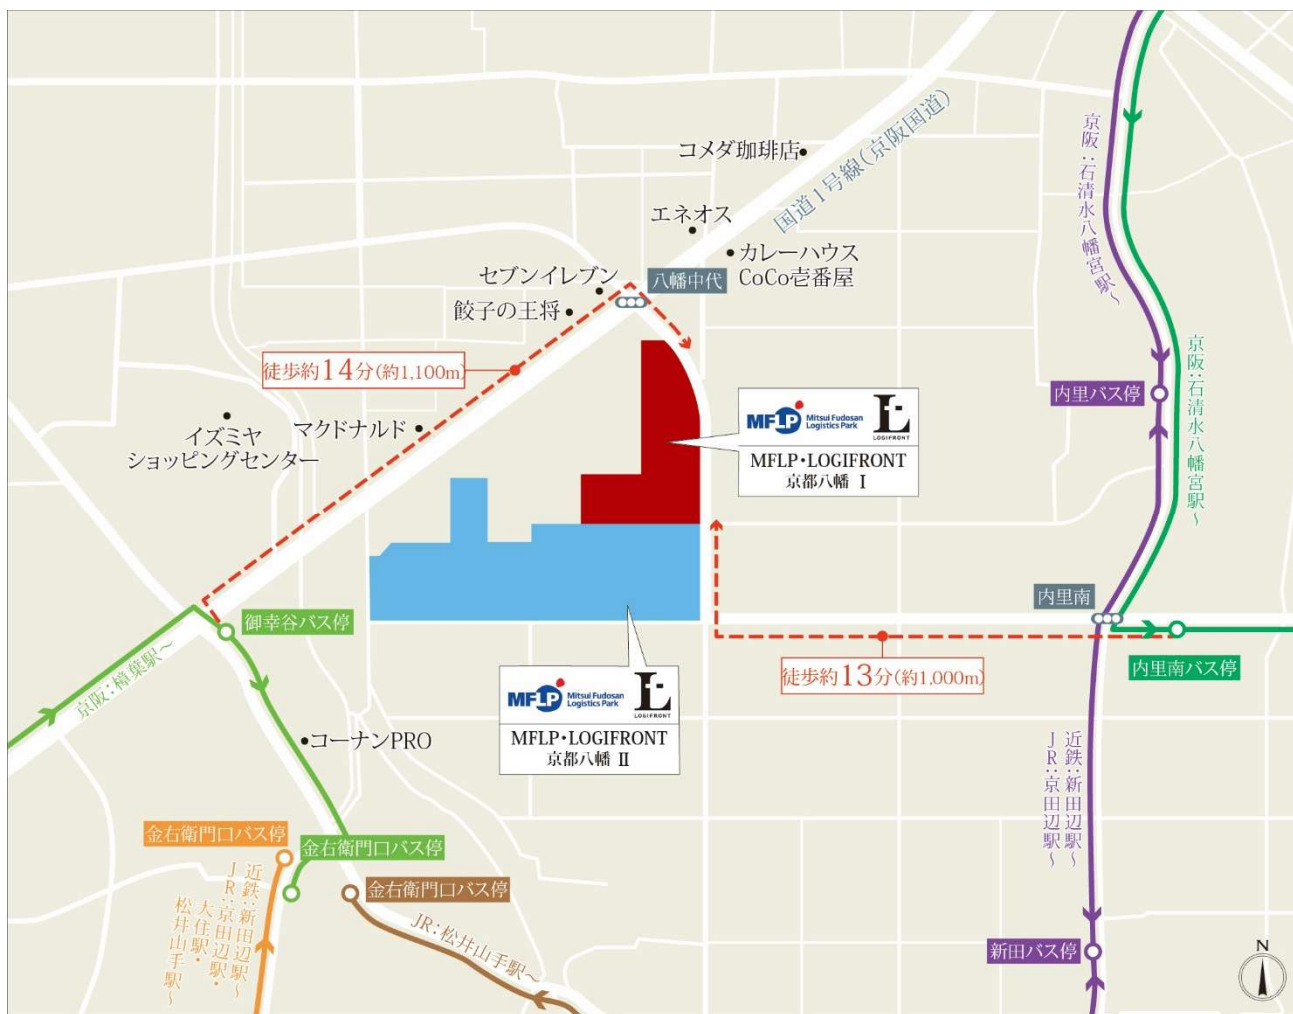 コメダ珈琲店
国道1号線(京阪国道)
京阪:石清水八幡宮駅~
エネオス
カレーハウス
CoCo壱番屋
セブンイレブン
八幡中代
餃子の王将
京阪:石清水八幡宮駅~
徒歩約14分(約1,100m)
内里バス停
MFLP
Mitsui Fudosan
Logistics Park
LOGIFRONT
MFLP・LOGIFRONT
京都八幡 Ⅰ
イズミヤ
ショッピングセンター
マクドナルド
内里南
御幸谷バス停
徒歩約13分(約1,000m)
内里南バス停
京阪:樟葉駅~
MFLP
Mitsui Fudosan
Logistics Park
LOGIFRONT
MFLP・LOGIFRONT
京都八幡 Ⅱ
コーナンPRO
近鉄:新田辺駅~
JR:京田辺駅~
金右衛門口バス停
金右衛門口バス停
金右衛門口バス停
近鉄:新田辺駅~
JR:京田辺駅・
大住駅・
松井山手駅~
JR:松井山手駅~
新田バス停
N